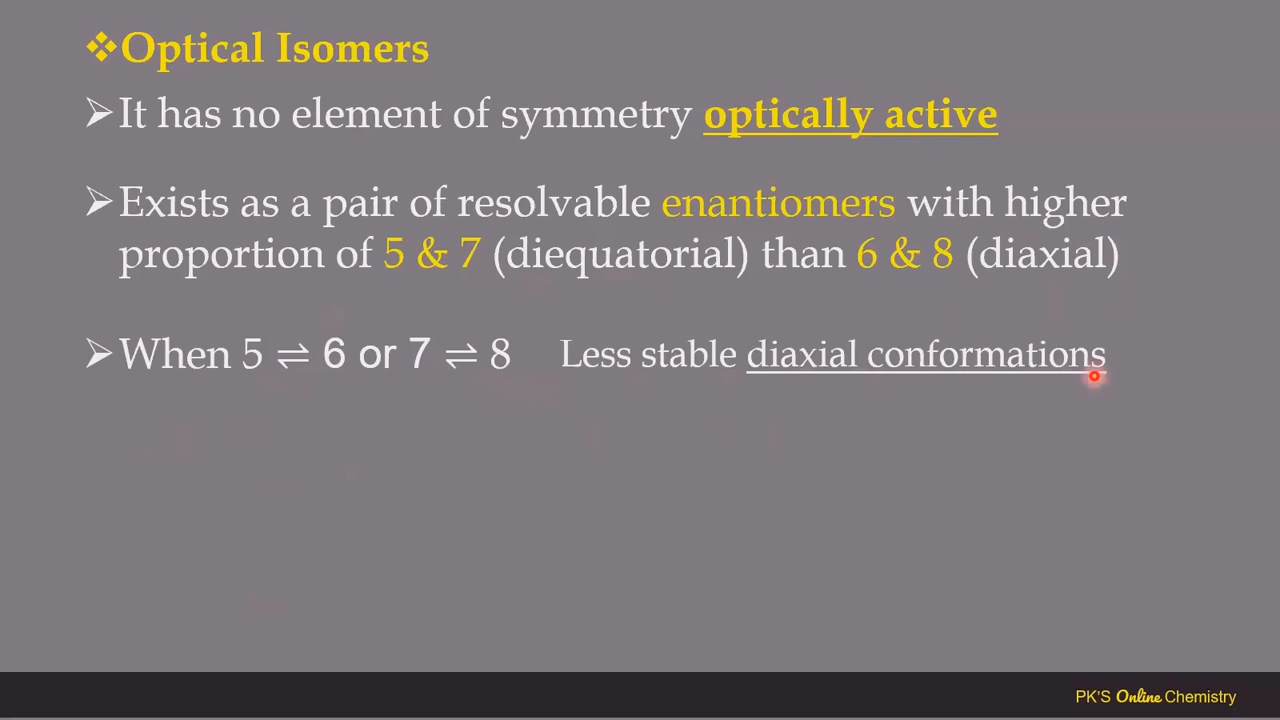 ❖Optical Isomers
➢It has no element of symmetry optically active
➢Exists as a pair of resolvable enantiomers with higher
proportion of 5 & 7 (diequatorial) than 6 & 8 (diaxial)
➢When 5 ⇌ 6 or 7 ⇌ 8 Less stable diaxial conformations
PK'S Online Chemistry